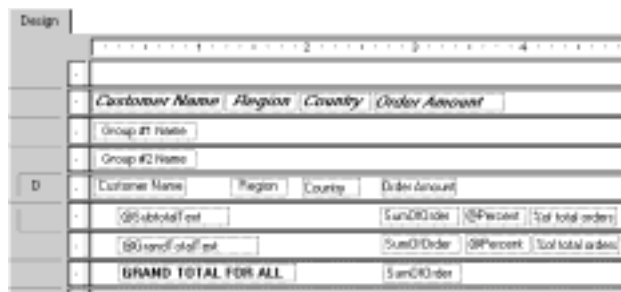 Design
1 2 3 4
Customer Name Region Country Order Amount
Group #1 Name
Group #2 Name
D Customer Name Region Country Order Amount
@SubtotalText SumOfOrder @Percent %of total orders
@GrandTotalText SumOfOrder @Percent %of total orders
GRAND TOTAL FOR ALL SumOfOrder